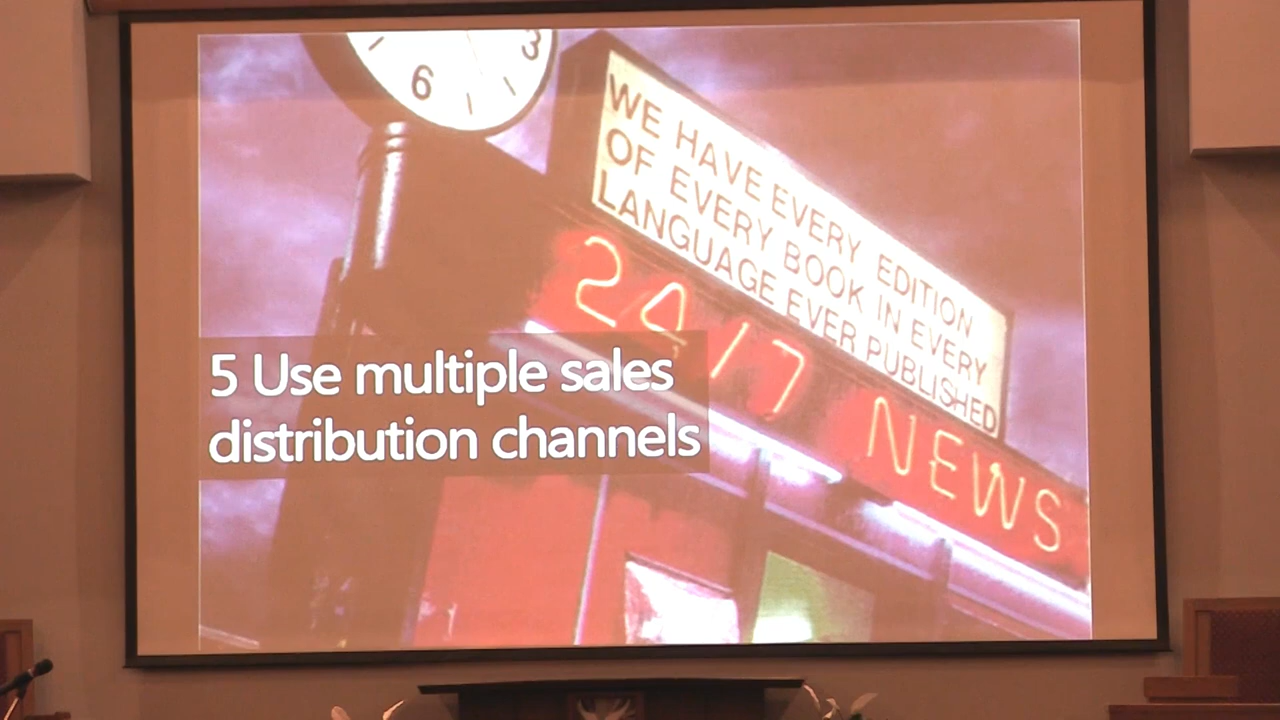 3
6
WE HAVE EVERY EDITION
OF EVERY BOOK IN EVERY
LANGUAGE EVER PUBLISHED
24/7 NEWS
5 Use multiple sales
distribution channels